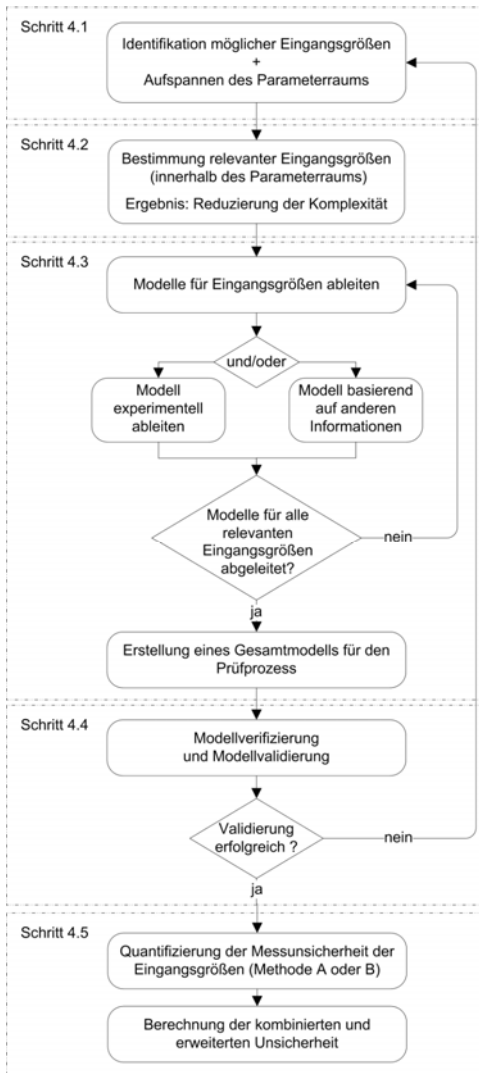 Schritt 4.1
Identifikation möglicher Eingangsgrößen
+
Aufspannen des Parameterraums
Schritt 4.2
Bestimmung relevanter Eingangsgrößen
(innerhalb des Parameterraums)
Ergebnis: Reduzierung der Komplexität
Schritt 4.3
Modelle für Eingangsgrößen ableiten
und/oder
Modell
experimentell
ableiten
Modell basierend
auf anderen
Informationen
Modelle für alle
relevanten
Eingangsgrößen
abgeleitet?
nein
ja
Erstellung eines Gesamtmodells für den
Prüfprozess
Schritt 4.4
Modellverifizierung
und Modellvalidierung
Validierung
erfolgreich ?
nein
ja
Schritt 4.5
Quantifizierung der Messunsicherheit der
Eingangsgrößen (Methode A oder B)
Berechnung der kombinierten und
erweiterten Unsicherheit